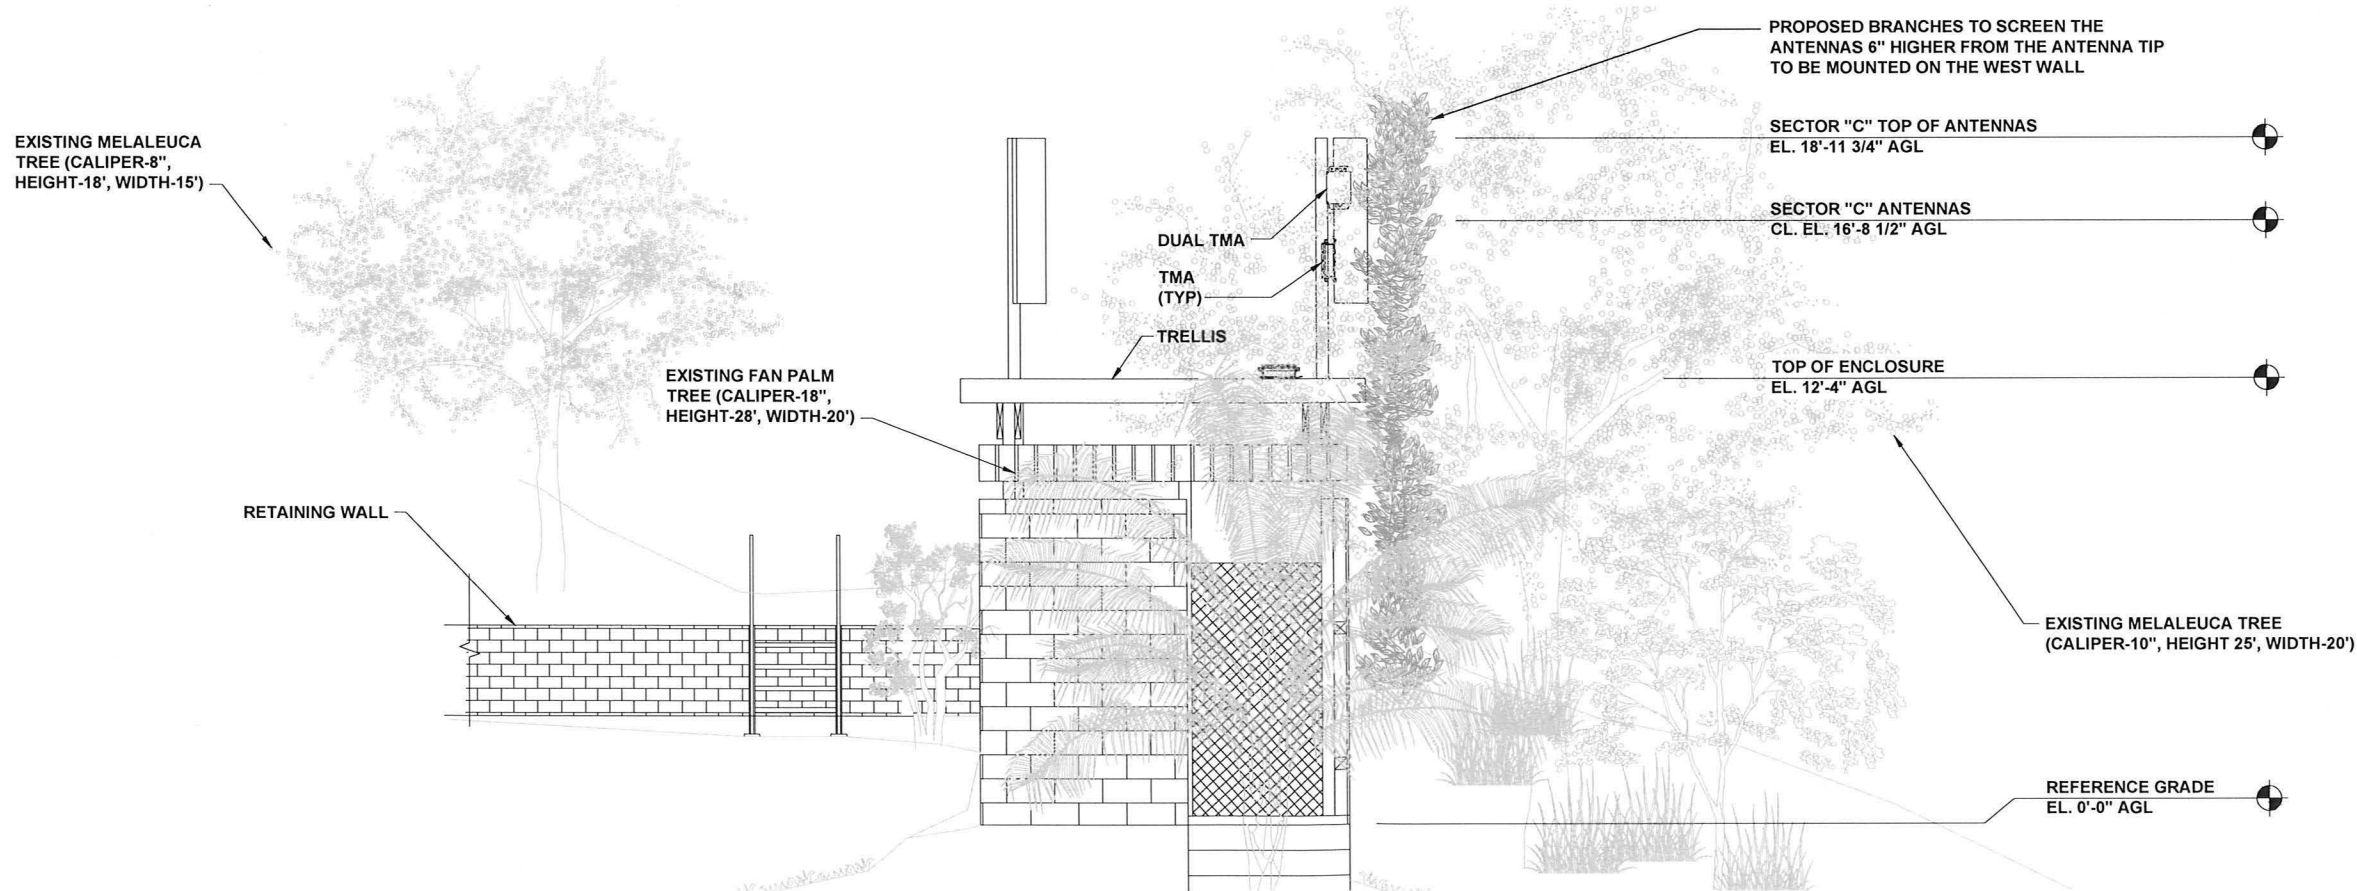 PROPOSED BRANCHES TO SCREEN THE
ANTENNAS 6" HIGHER FROM THE ANTENNA TIP
TO BE MOUNTED ON THE WEST WALL
SECTOR "C" TOP OF ANTENNAS
EL. 18'-11 3/4" AGL
EXISTING MELALEUCA
TREE (CALIPER-8",
HEIGHT-18', WIDTH-15')
SECTOR "C" ANTENNAS
CL. EL. 16'-8 1/2" AGL
DUAL TMA
TMA
(TYP)
TRELLIS
TOP OF ENCLOSURE
EL. 12'-4" AGL
EXISTING FAN PALM
TREE (CALIPER-18",
HEIGHT-28', WIDTH-20')
RETAINING WALL
EXISTING MELALEUCA TREE
(CALIPER-10", HEIGHT 25', WIDTH-20')
REFERENCE GRADE
EL. 0'-0" AGL